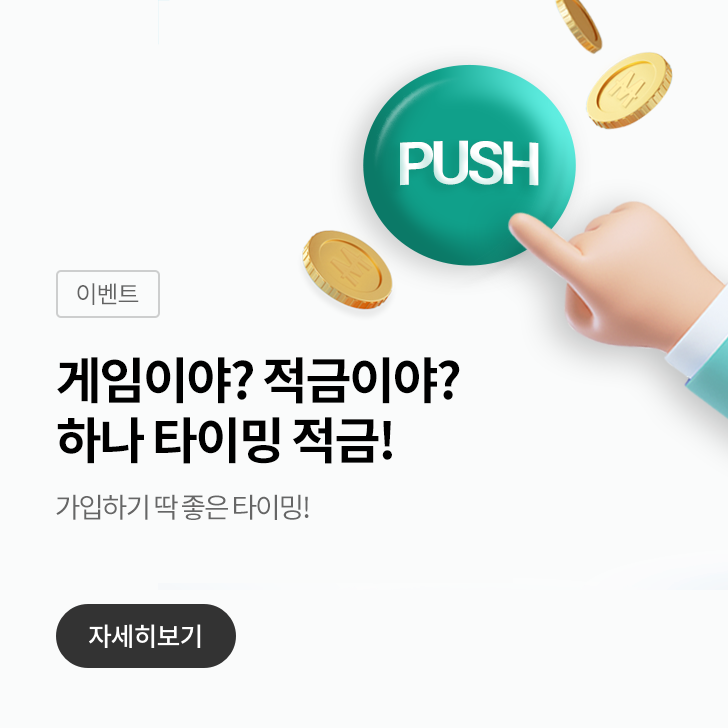 PUSH
이벤트
게임이야? 적금이야?
하나 타이밍 적금!
가입하기 딱 좋은 타이밍!
자세히보기